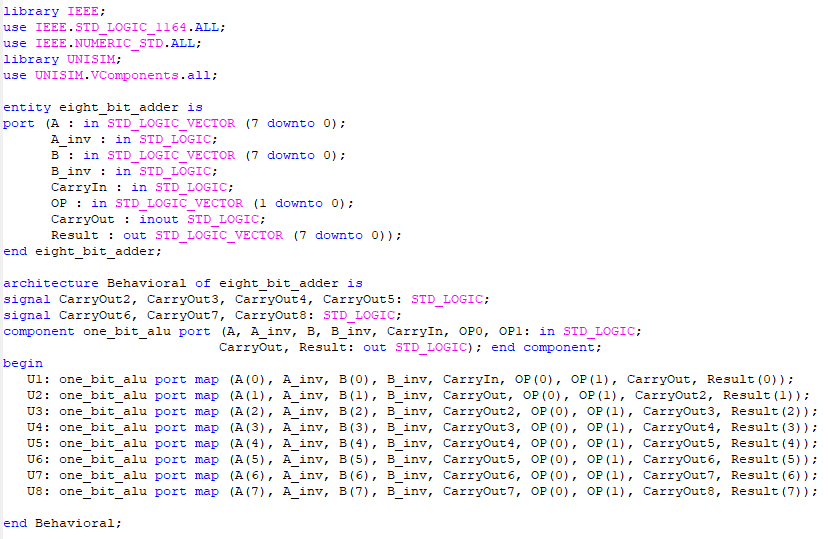 library IEEE;
use IEEE.STD_LOGIC_1164.ALL;
use IEEE.NUMERIC_STD.ALL;
library UNISIM;
use UNISIM.VComponents.all;

entity eight_bit_adder is
port (A : in STD_LOGIC_VECTOR (7 downto 0);
      A_inv : in STD_LOGIC;
      B : in STD_LOGIC_VECTOR (7 downto 0);
      B_inv : in STD_LOGIC;
      CarryIn : in STD_LOGIC;
      OP : in STD_LOGIC_VECTOR (1 downto 0);
      CarryOut : inout STD_LOGIC;
      Result : out STD_LOGIC_VECTOR (7 downto 0));
end eight_bit_adder;

architecture Behavioral of eight_bit_adder is
signal CarryOut2, CarryOut3, CarryOut4, CarryOut5: STD_LOGIC;
signal CarryOut6, CarryOut7, CarryOut8: STD_LOGIC;
component one_bit_alu port (A, A_inv, B, B_inv, CarryIn, OP0, OP1: in STD_LOGIC;
                           CarryOut, Result: out STD_LOGIC); end component;
begin
   U1: one_bit_alu port map (A(0), A_inv, B(0), B_inv, CarryIn, OP(0), OP(1), CarryOut, Result(0));
   U2: one_bit_alu port map (A(1), A_inv, B(1), B_inv, CarryOut, OP(0), OP(1), CarryOut2, Result(1));
   U3: one_bit_alu port map (A(2), A_inv, B(2), B_inv, CarryOut2, OP(0), OP(1), CarryOut3, Result(2));
   U4: one_bit_alu port map (A(3), A_inv, B(3), B_inv, CarryOut3, OP(0), OP(1), CarryOut4, Result(3));
   U5: one_bit_alu port map (A(4), A_inv, B(4), B_inv, CarryOut4, OP(0), OP(1), CarryOut5, Result(4));
   U6: one_bit_alu port map (A(5), A_inv, B(5), B_inv, CarryOut5, OP(0), OP(1), CarryOut6, Result(5));
   U7: one_bit_alu port map (A(6), A_inv, B(6), B_inv, CarryOut6, OP(0), OP(1), CarryOut7, Result(6));
   U8: one_bit_alu port map (A(7), A_inv, B(7), B_inv, CarryOut7, OP(0), OP(1), CarryOut8, Result(7));

end Behavioral;